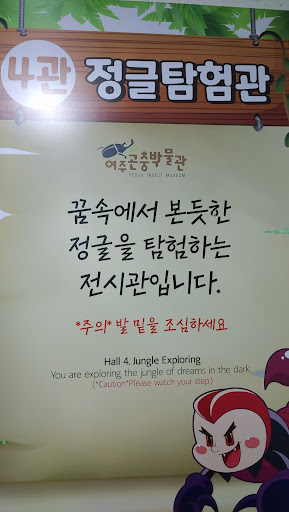 4관 정글탐험관
여주곤충박물관
YEOJU INSECT MUSEUM
꿈속에서 본듯한
정글을 탐험하는
전시관입니다.
*주의* 발 밑을 조심하세요
Hall 4. Jungle Exploring
You are exploring the jungle of dreams in the dark
(*Caution*Please watch your step.)